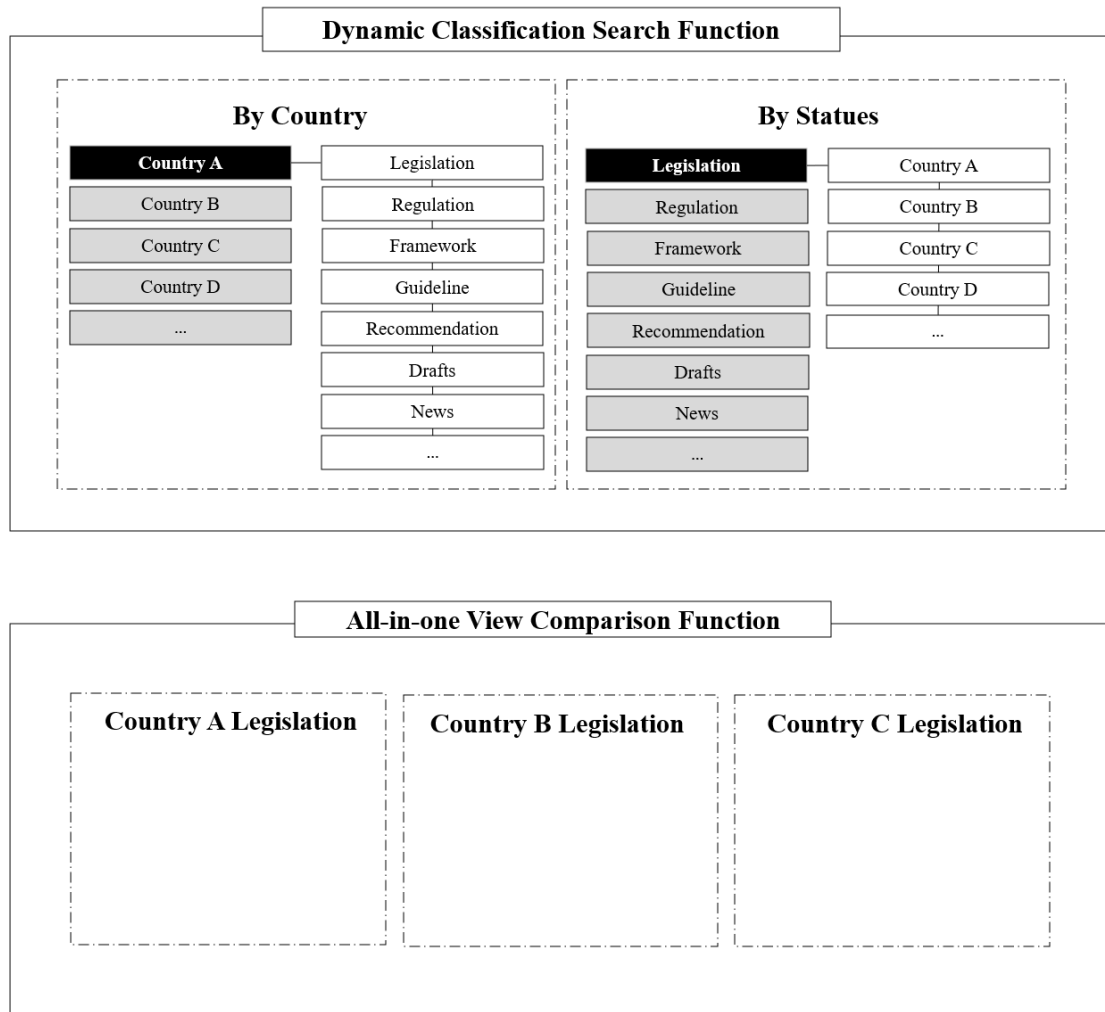 Dynamic Classification Search Function
By Country
Country A
Country B
Country C
Country D
...
Legislation
Regulation
Framework
Guideline
Recommendation
Drafts
News
...
By Statues
Legislation
Regulation
Framework
Guideline
Recommendation
Drafts
News
...
Country A
Country B
Country C
Country D
...
All-in-one View Comparison Function
Country A Legislation
Country B Legislation
Country C Legislation